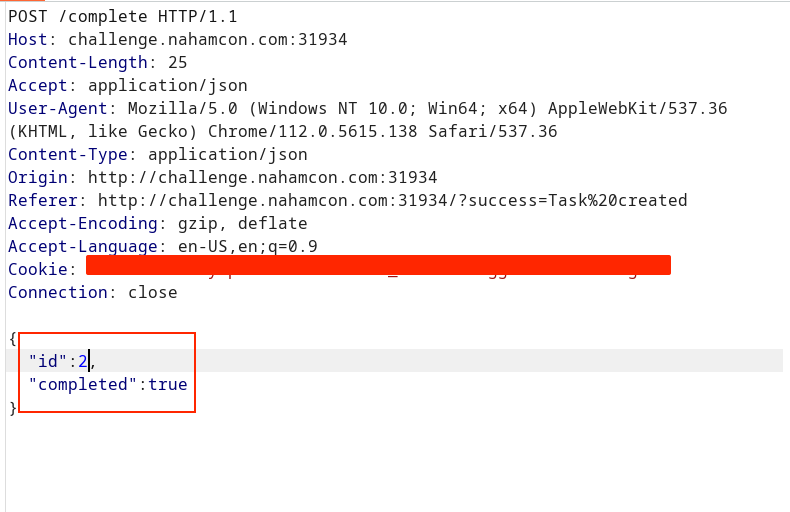 POST /complete HTTP/1.1
Host: challenge.nahamcon.com:31934
Content-Length: 25
Accept: application/json
User-Agent: Mozilla/5.0 (Windows NT 10.0; Win64; x64) AppleWebKit/537.36
(KHTML, like Gecko) Chrome/112.0.5615.138 Safari/537.36
Content-Type: application/json
Origin: http://challenge.nahamcon.com:31934
Referer: http://challenge.nahamcon.com:31934/?success=Task%20created
Accept-Encoding: gzip, deflate
Accept-Language: en-US,en;q=0.9
Cookie:
Connection: close
{
"id":2,
"completed":true
}